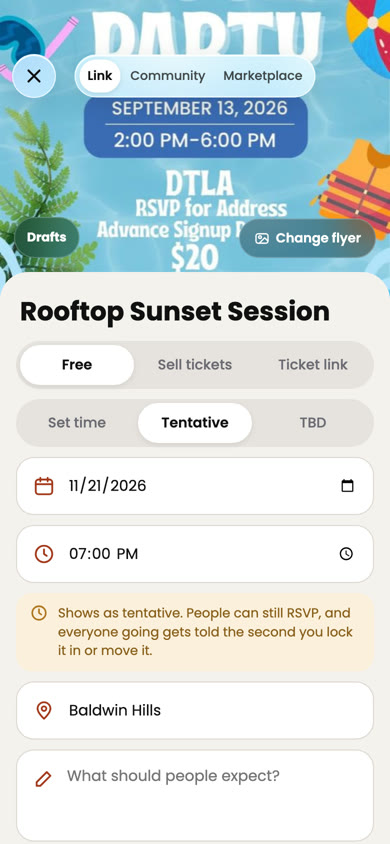 PARTY
Link
Community
Marketplace
SEPTEMBER 13, 2026
2:00 PM-6:00 PM
DTLA
RSVP for Address
Advance Signup
$20
Drafts
Change flyer
Rooftop Sunset Session
Free
Sell tickets
Ticket link
Set time
Tentative
TBD
11/21/2026
07:00 PM
Shows as tentative. People can still RSVP, and
everyone going gets told the second you lock
it in or move it.
Baldwin Hills
What should people expect?